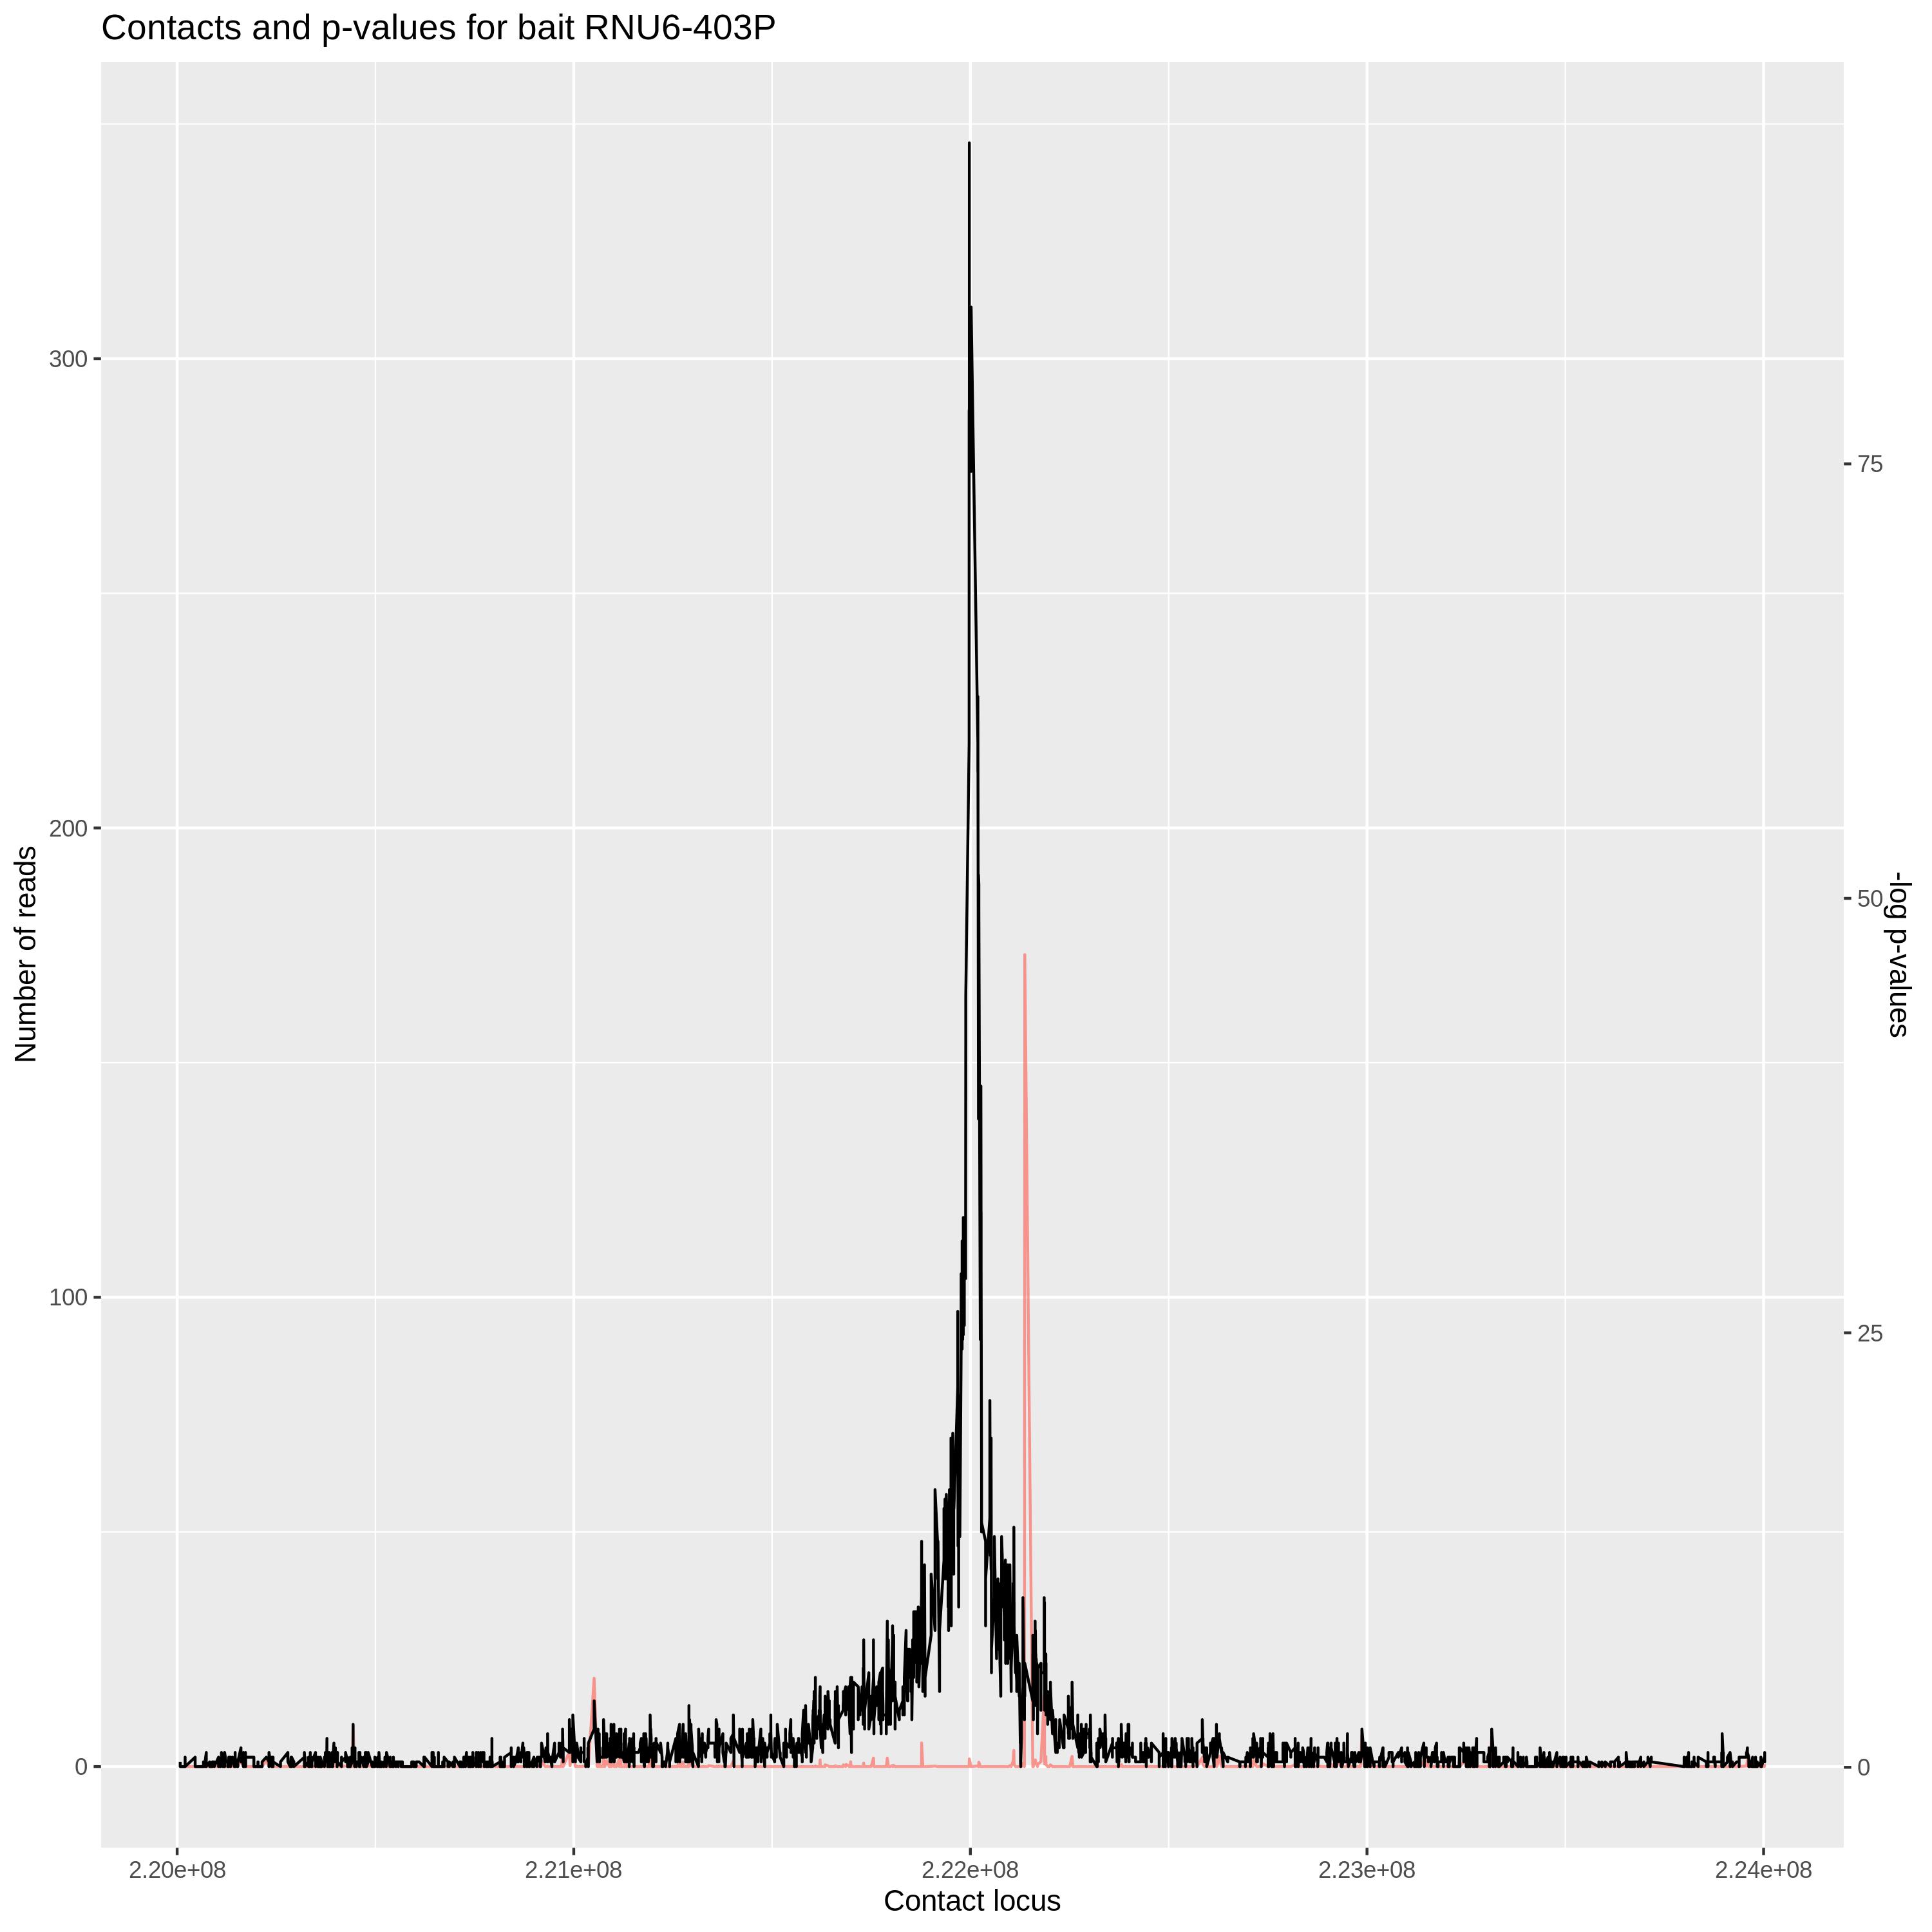 Contacts and p-values for bait RNU6-403P
300
200
100
0
Number of reads
75
50
25
0
-log p-values
2.20e+08
2.21e+08
2.22e+08
2.23e+08
2.24e+08
Contact locus